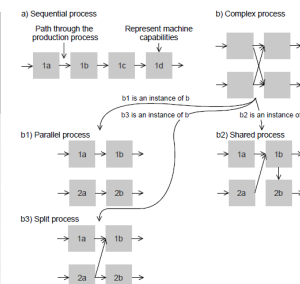 a) Sequential process
b) Complex process
Path through the
production process
Represent machine
capabilities
1a
1b
1c
1d
b1 is an instance of b
b3 is an instance of b
b2 is an instance of
b1) Parallel process
b2) Shared process
1a
1b
1a
1b
2a
2b
2a
2b
b3) Split process
1a
1b
2a
2b